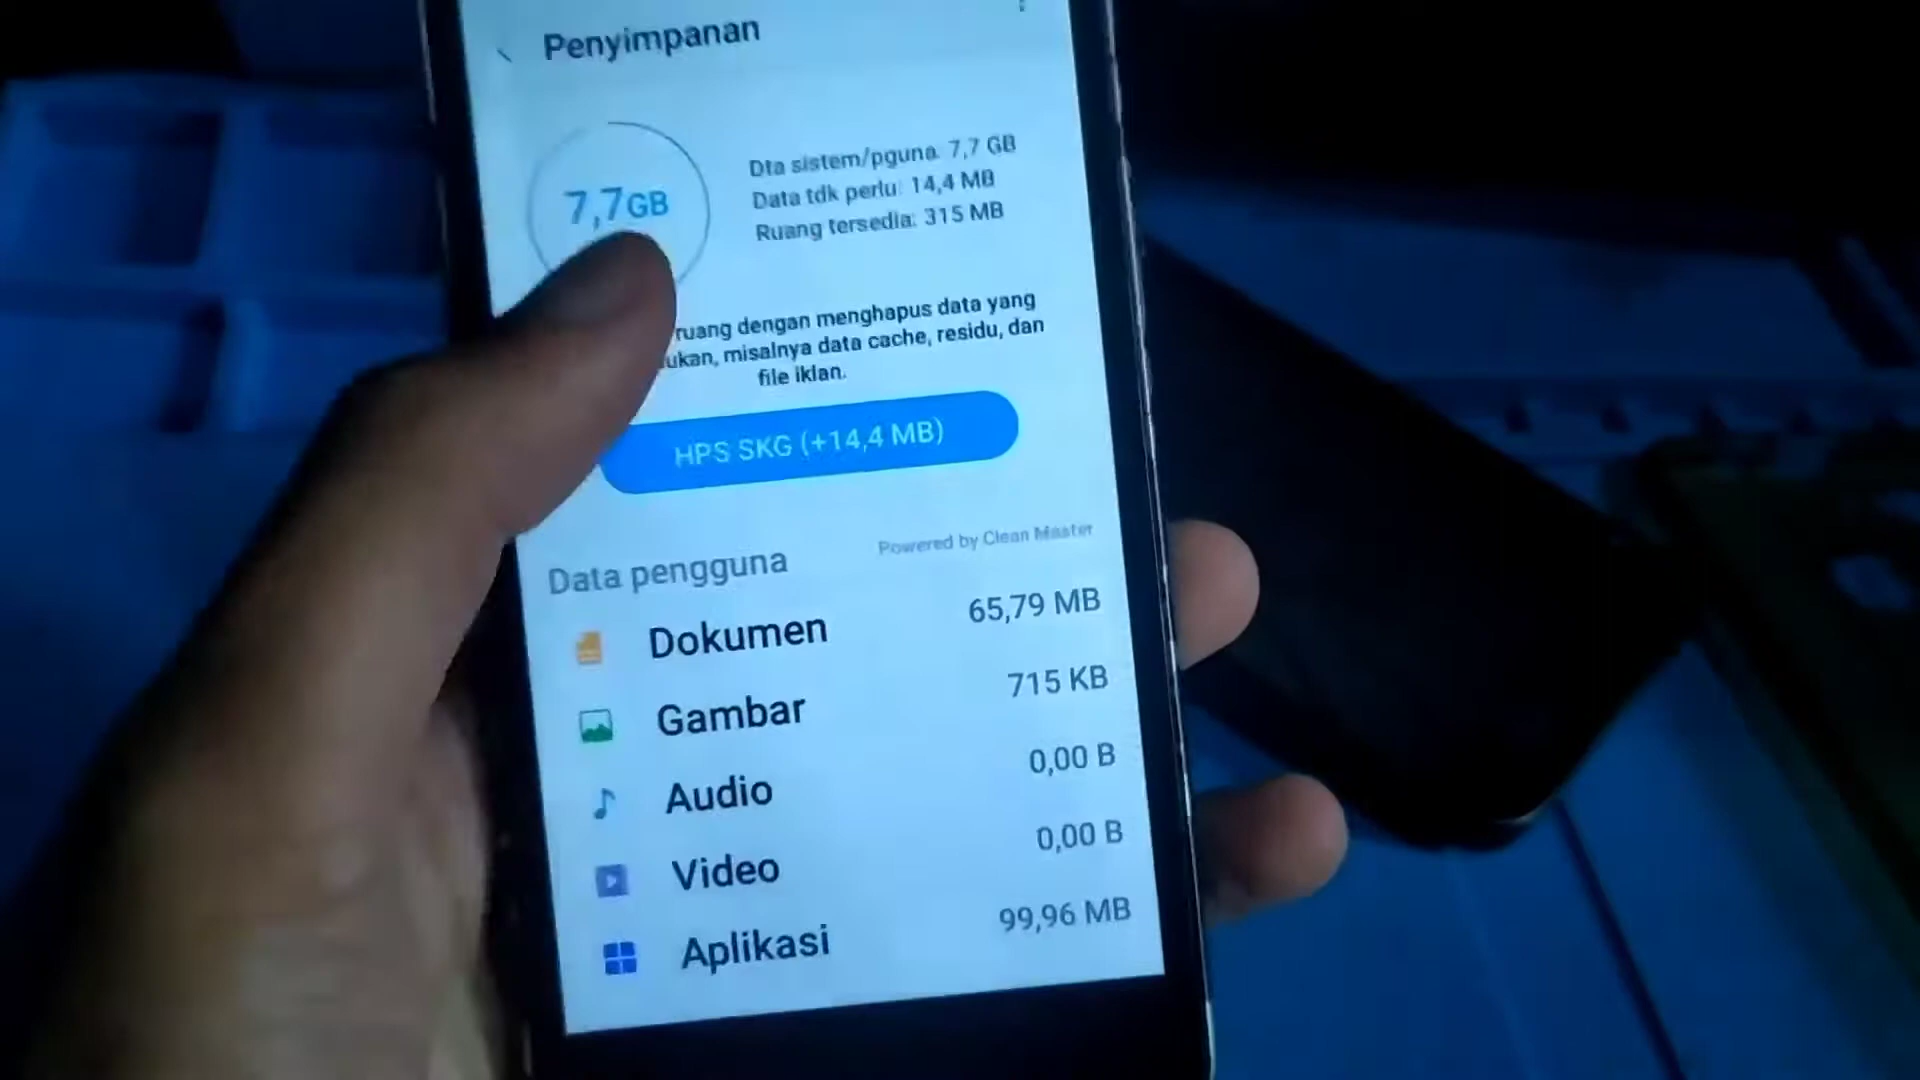 Penyimpanan
7,7GB
Dta sistem/pguna: 7,7 GB
Data tdk perlu: 14,4 MB
Ruang tersedia: 315 MB
ruang dengan menghapus data yang
misalnya data cache, residu, dan
file iklan.
HPS SKG (+14,4 MB)
Powered by Clean Master
Data pengguna
Dokumen 65,79 MB
Gambar 715 KB
Audio 0,00 B
Video 0,00 B
Aplikasi 99,96 MB